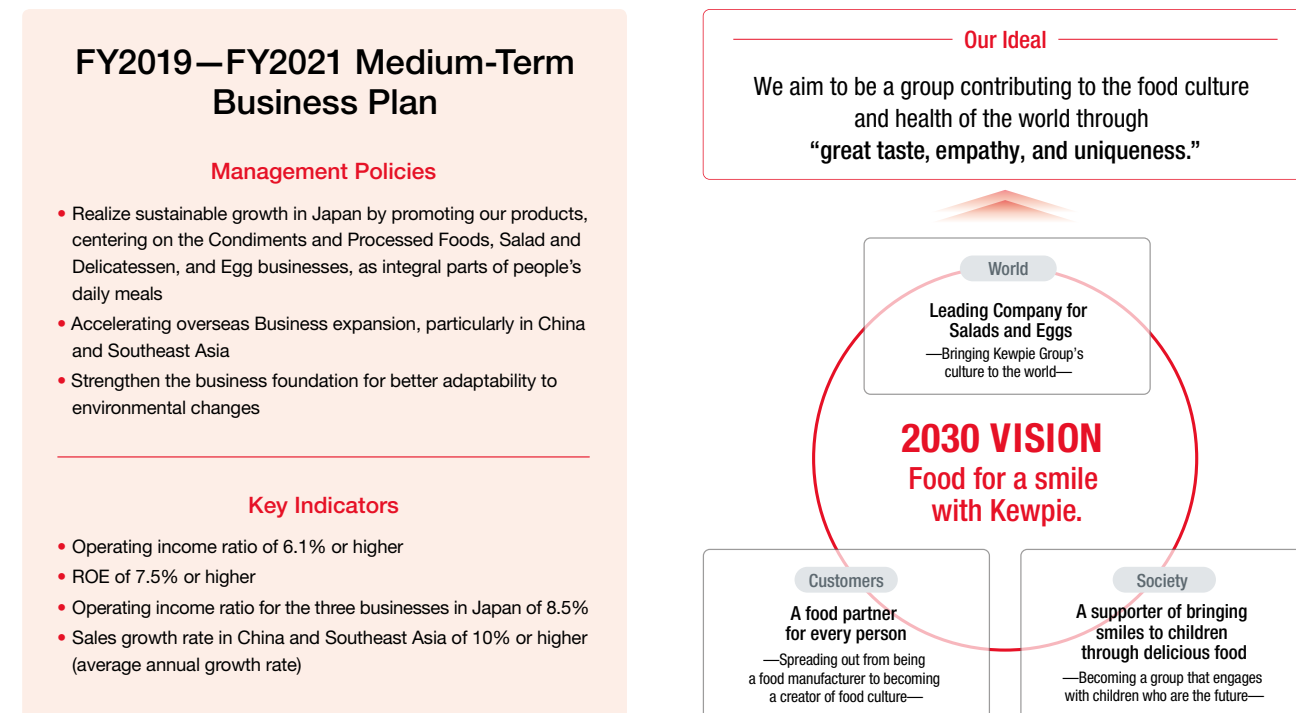 FY2019—FY2021 Medium-Term
Business Plan
Management Policies
• Realize sustainable growth in Japan by promoting our products,
centering on the Condiments and Processed Foods, Salad and
Delicatessen, and Egg businesses, as integral parts of people's
daily meals
• Accelerating overseas Business expansion, particularly in China
and Southeast Asia
• Strengthen the business foundation for better adaptability to
environmental changes
Key Indicators
• Operating income ratio of 6.1% or higher
• ROE of 7.5% or higher
• Operating income ratio for the three businesses in Japan of 8.5%
• Sales growth rate in China and Southeast Asia of 10% or higher
(average annual growth rate)
Our Ideal
We aim to be a group contributing to the food culture
and health of the world through
“great taste, empathy, and uniqueness.”
World
Leading Company for
Salads and Eggs
—Bringing Kewpie Group's
culture to the world—
2030 VISION
Food for a smile
with Kewpie.
Customers
A food partner
for every person
—Spreading out from being
a food manufacturer to becoming
a creator of food culture—
Society
A supporter of bringing
smiles to children
through delicious food
—Becoming a group that engages
with children who are the future—